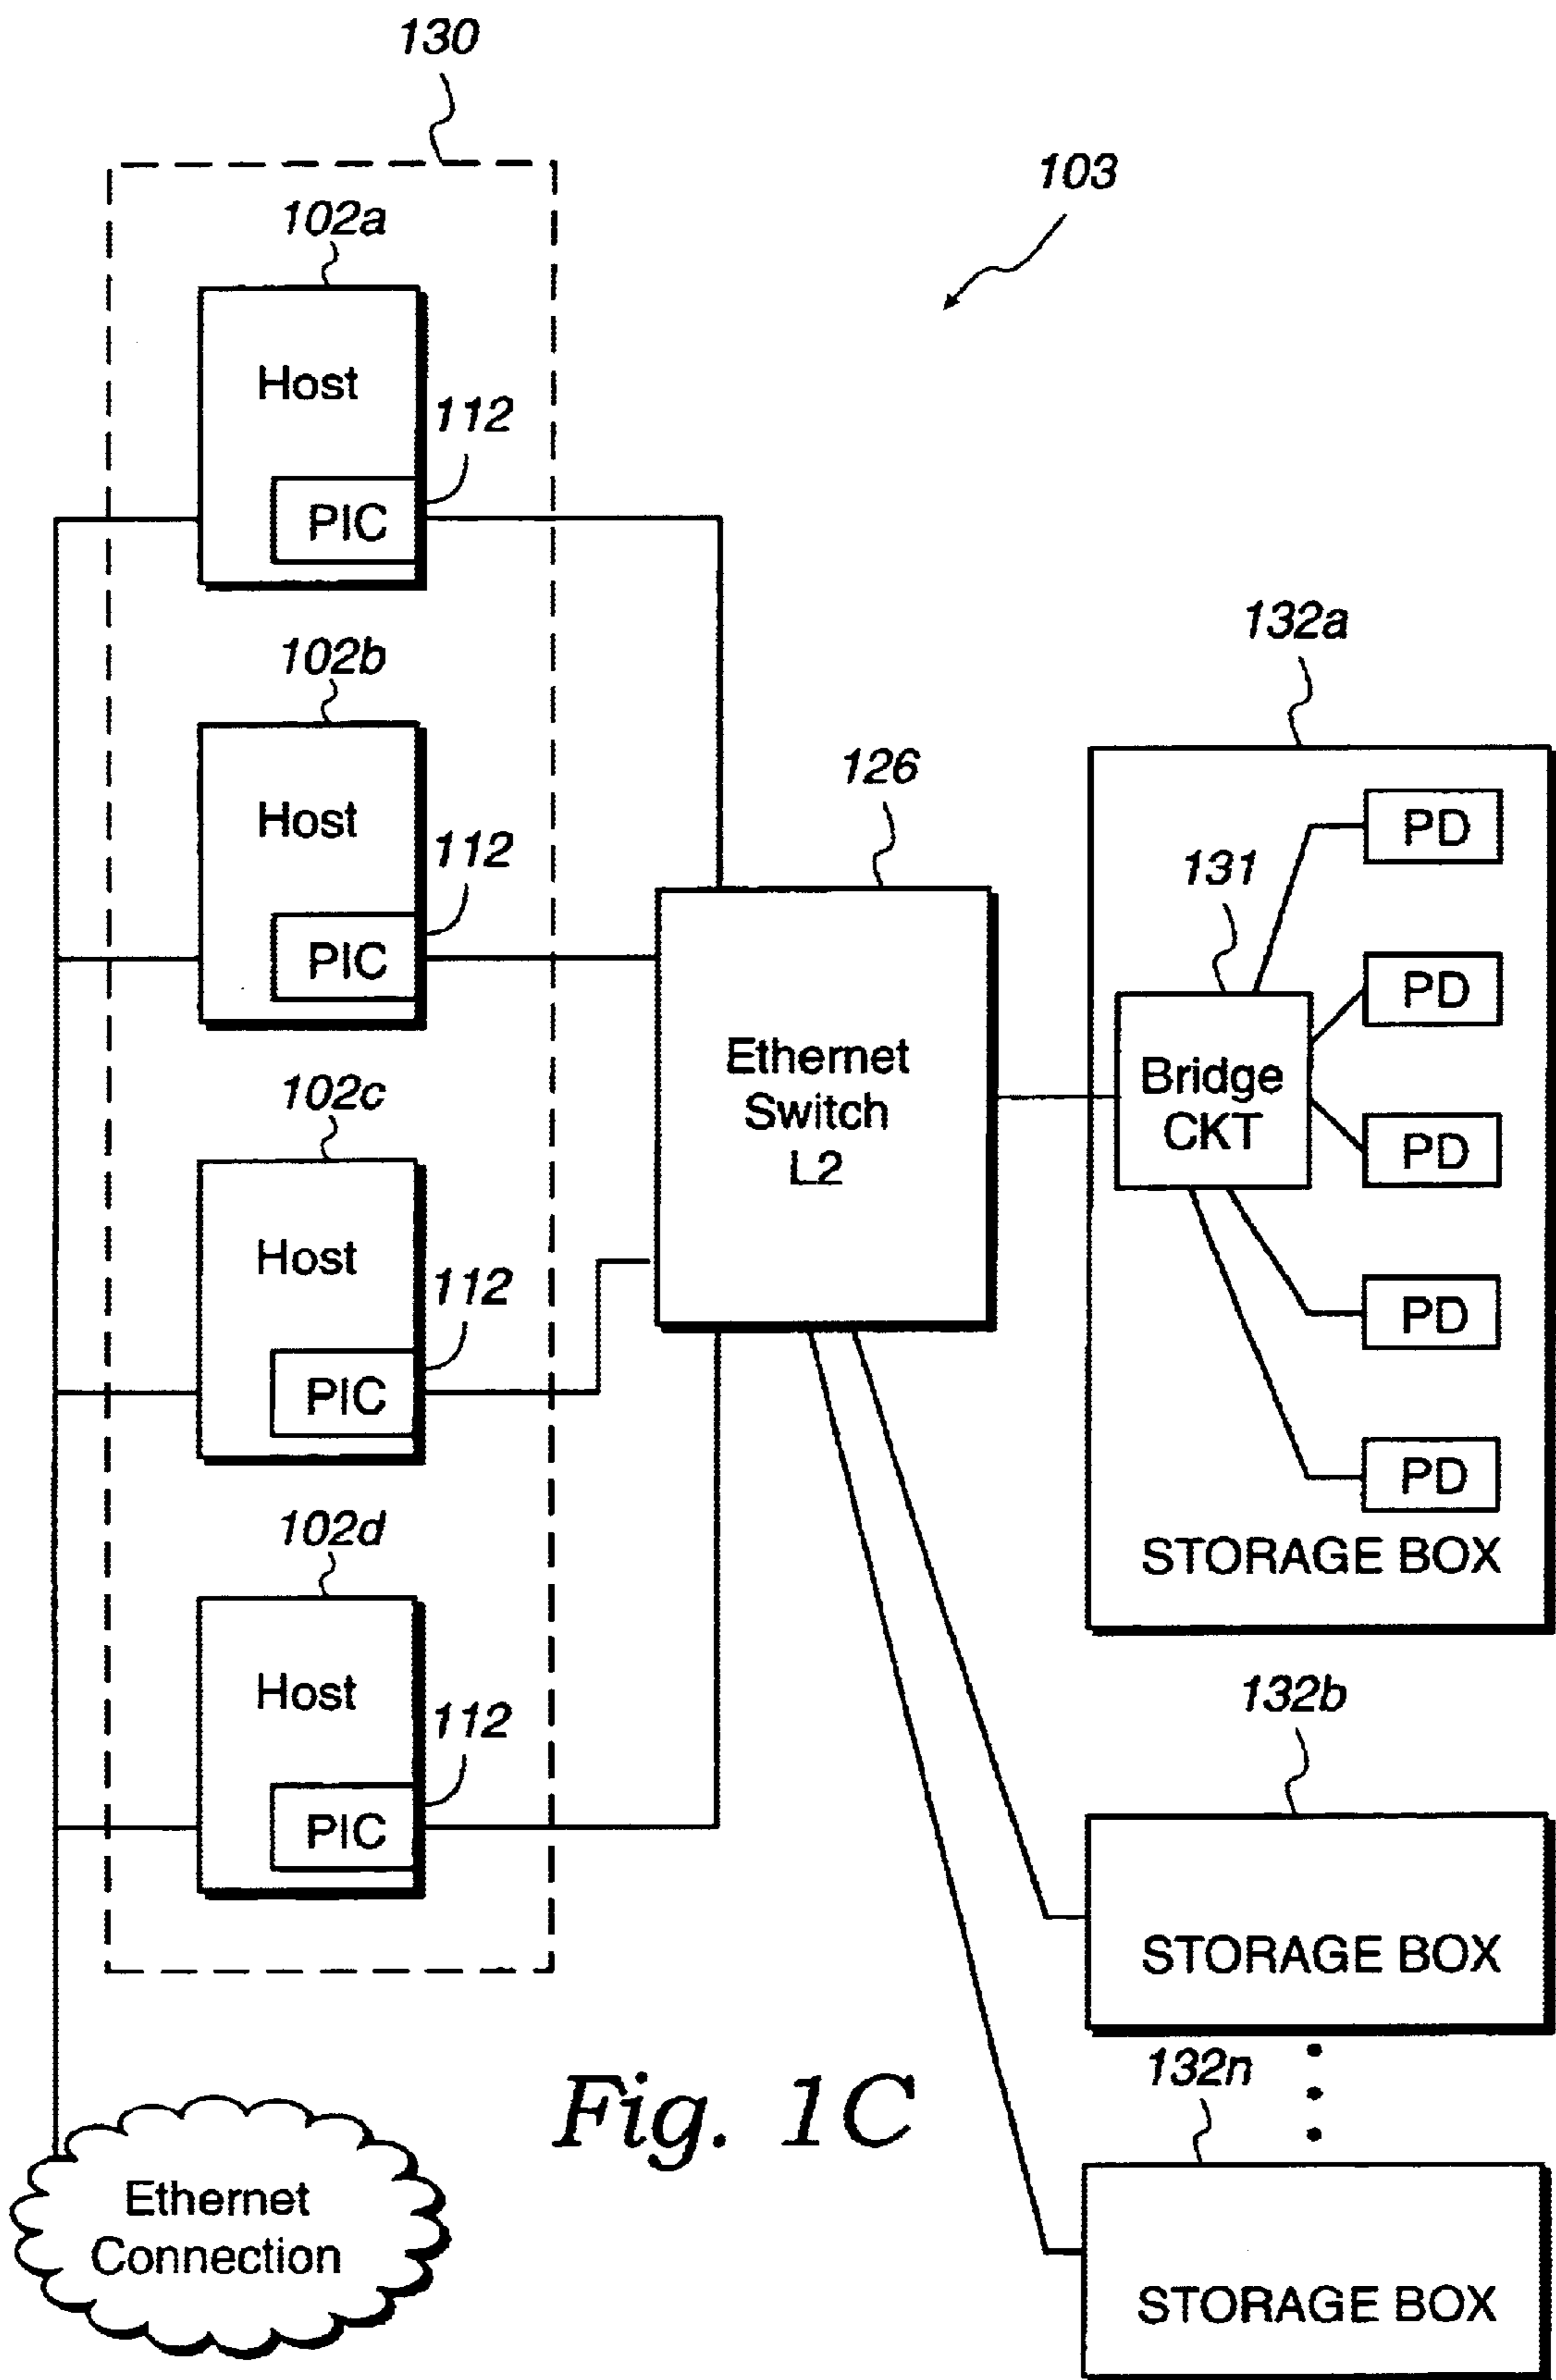 130
103
102a
Host
112
PIC
132a
102b
126
PD
Host
112
131
PIC
PD
Ethernet
Switch
L2
Bridge
CKT
102c
PD
Host
112
PD
PIC
PD
102d
STORAGE BOX
Host
112
132b
PIC
STORAGE BOX
132n
Fig. 1C
Ethernet
Connection
STORAGE BOX